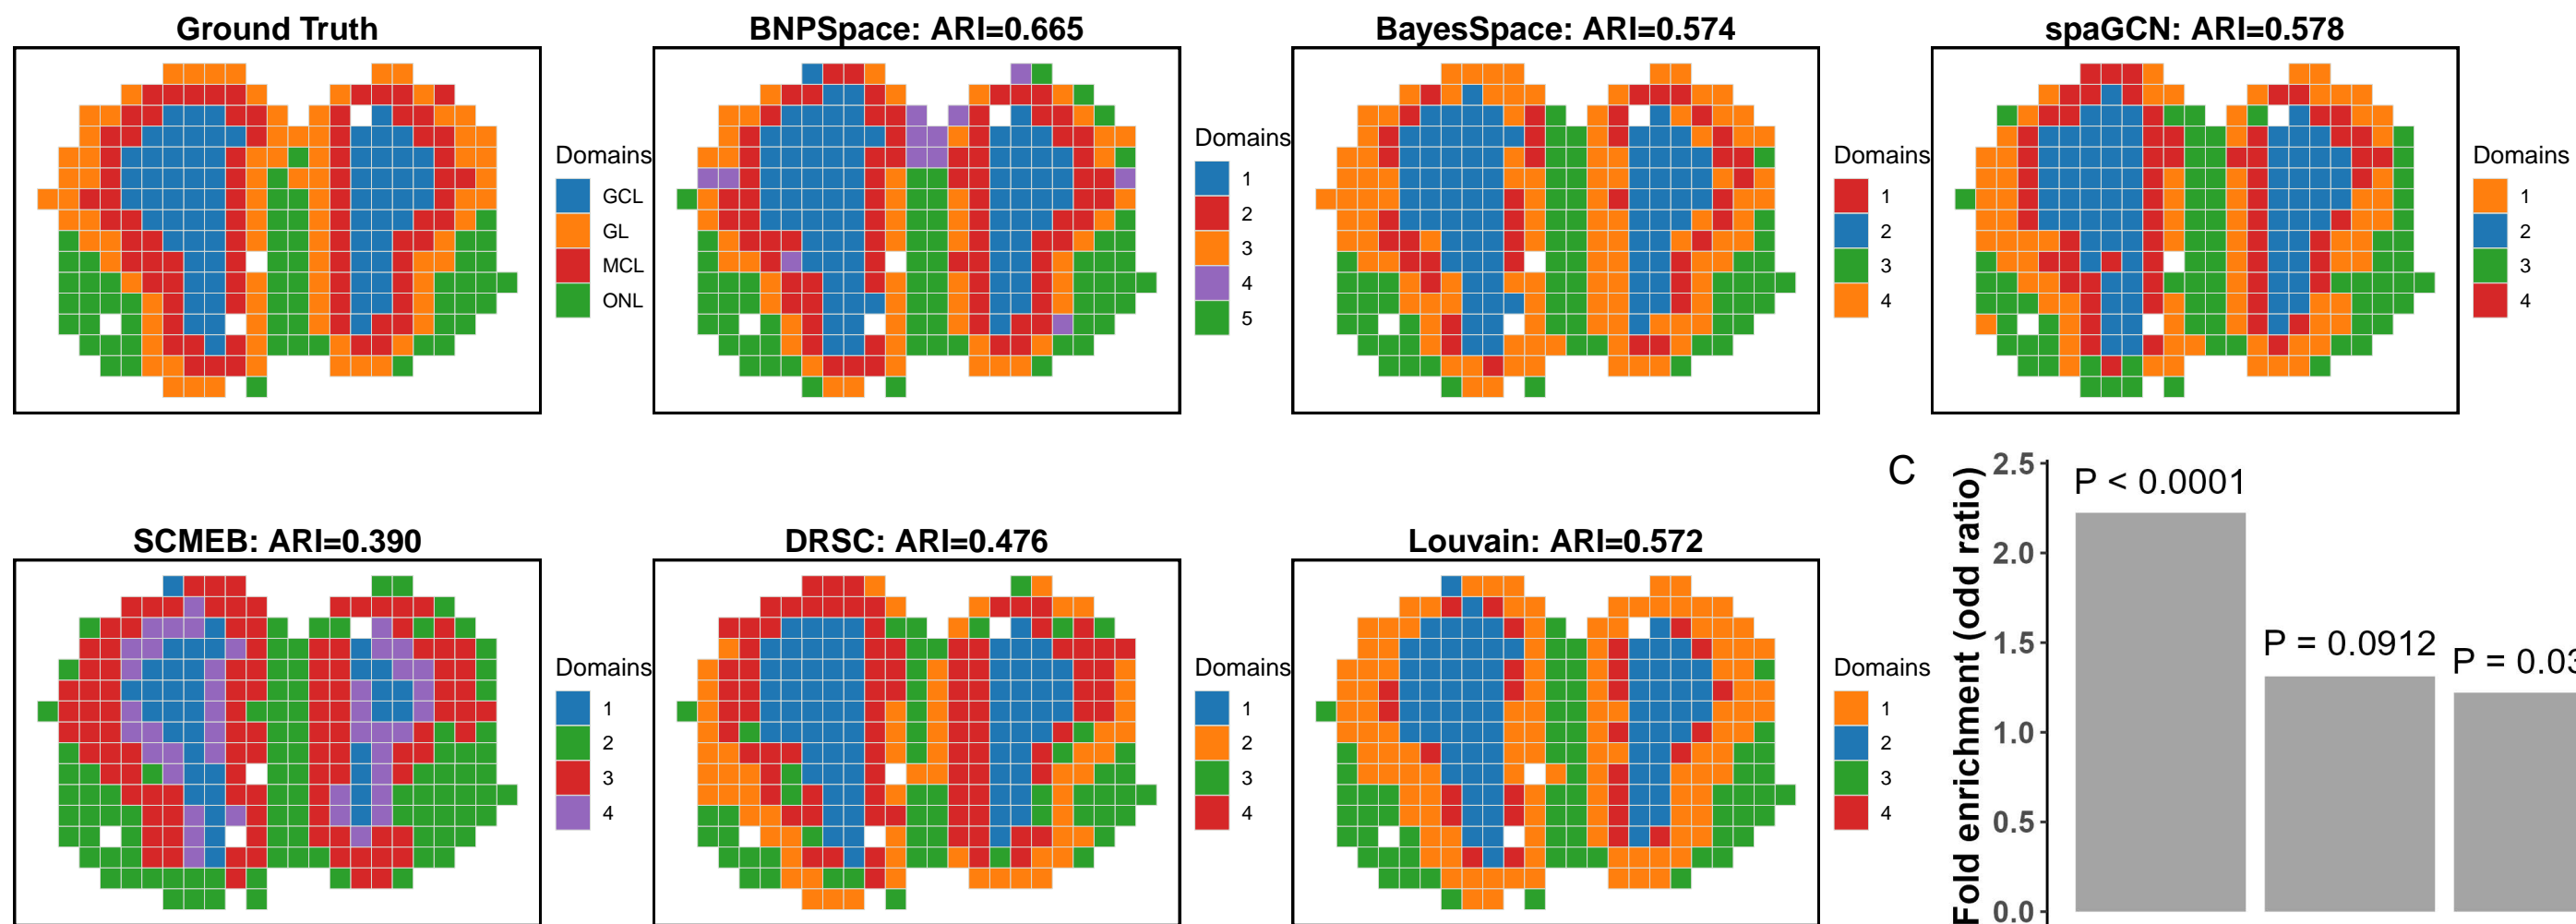 Ground Truth
Domains
GCL
GL
MCL
ONL
BNPSpace: ARI=0.665
Domains
1
2
3
4
5
BayesSpace: ARI=0.574
Domains
1
2
3
4
spaGCN: ARI=0.578
Domains
1
2
3
4
SCMEB: ARI=0.390
Domains
1
2
3
4
DRSC: ARI=0.476
Domains
1
2
3
4
Louvain: ARI=0.572
Domains
1
2
3
4
C
Fold enrichment (odd ratio)
2.5
2.0
1.5
1.0
0.5
0.0
P < 0.0001
P = 0.0912
P =